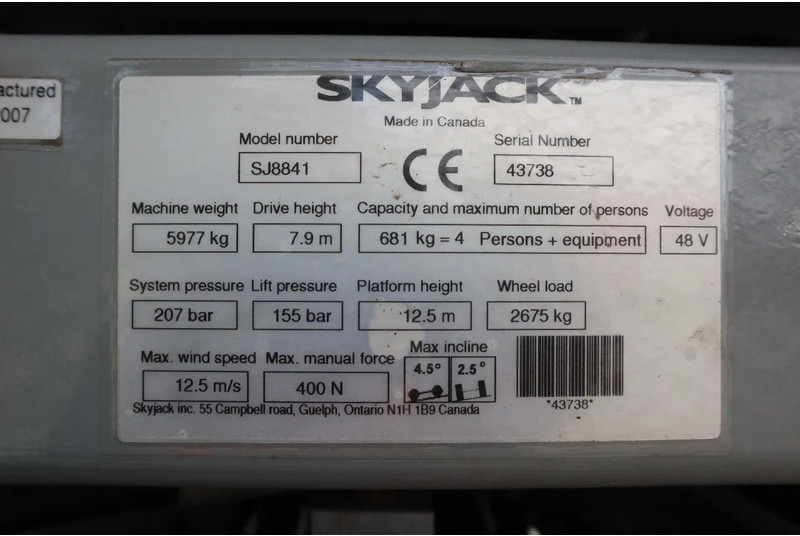 actured
007
SKYJACK™
Made in Canada
Model number Serial Number
SJ8841 CE 43738
Machine weight Drive height Capacity and maximum number of persons Voltage
5977 kg 7.9 m 681 kg = 4 Persons + equipment 48 V
System pressure Lift pressure Platform height Wheel load
207 bar 155 bar 12.5 m 2675 kg
Max. wind speed Max. manual force Max incline
4.5° 2.5°
12.5 m/s 400 N
*43738*
Skyjack inc. 55 Campbell road, Guelph, Ontario N1H 1B9 Canada